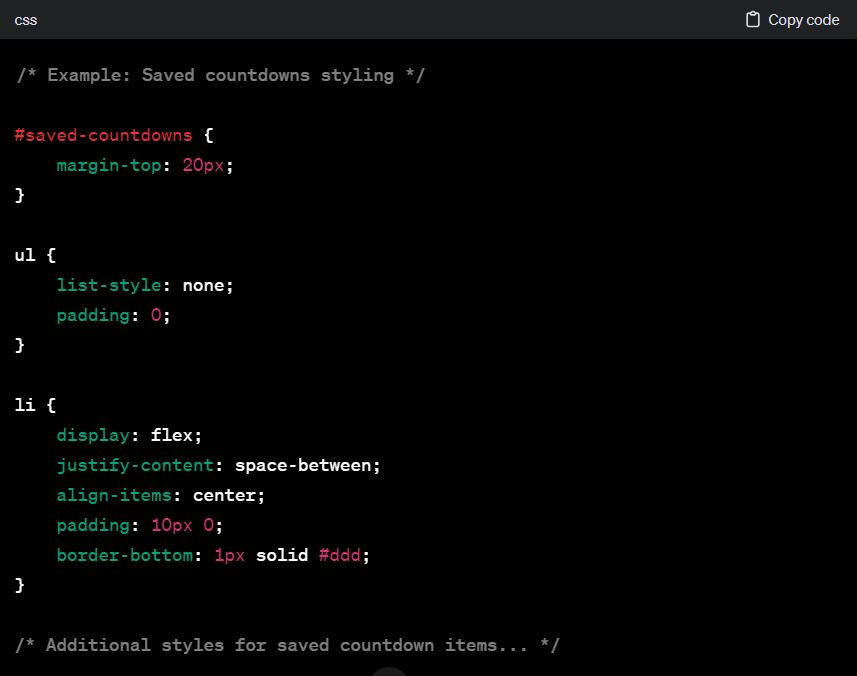 css
Copy code
/* Example: Saved countdowns styling */
#saved-countdowns {
    margin-top: 20px;
}
ul {
    list-style: none;
    padding: 0;
}
li {
    display: flex;
    justify-content: space-between;
    align-items: center;
    padding: 10px 0;
    border-bottom: 1px solid #ddd;
}
/* Additional styles for saved countdown items... */